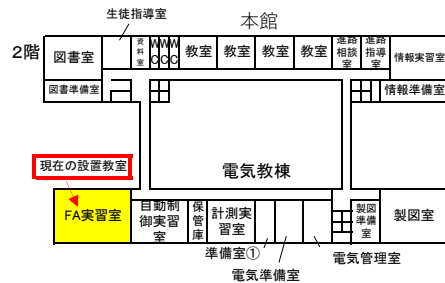 本館
生徒指導室
2階
図書室
資料室
WC
WC
WC
教室
教室
教室
教室
進路相談室
進路指導室
情報実習室
図書準備室
情報準備室
現在の設置教室
電気教棟
FA実習室
自動制御実習室
保管庫
計測実習室
製図準備室
製図室
準備室①
電気準備室
電気管理室